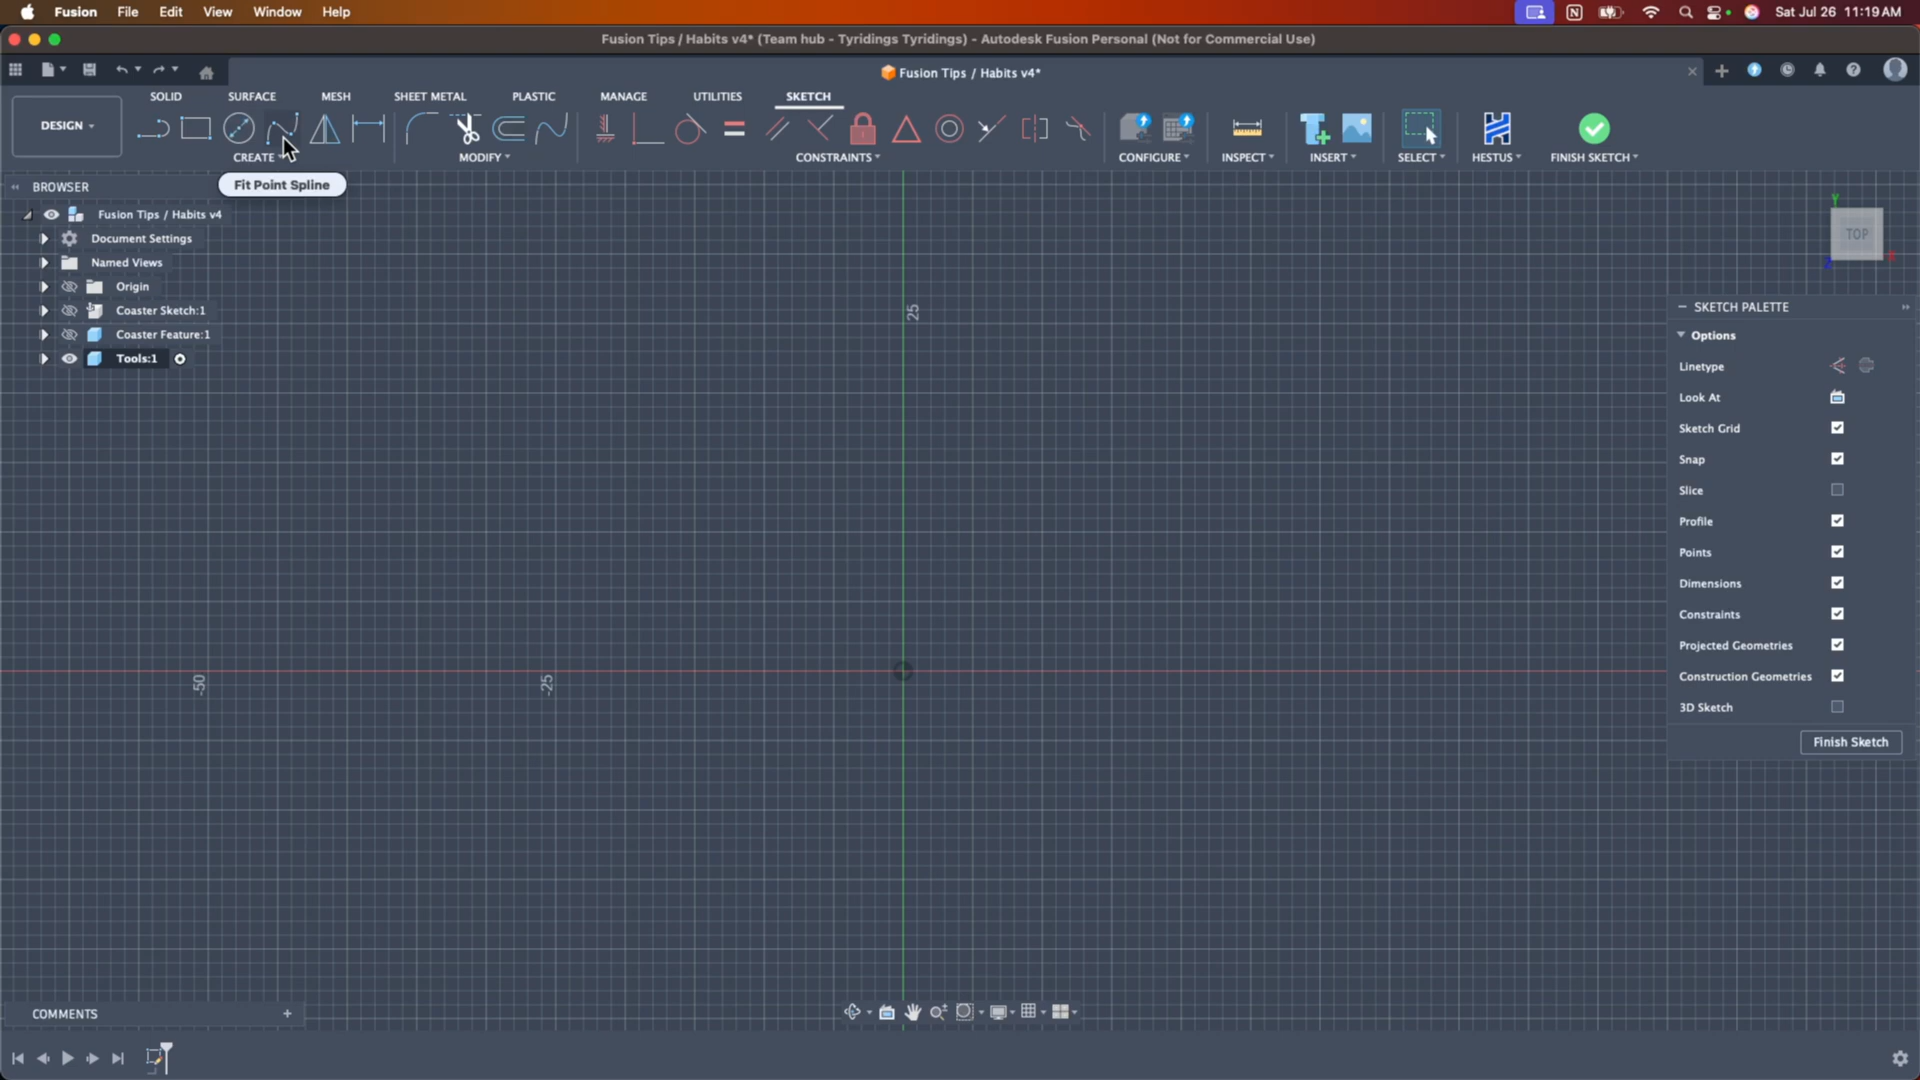 Fusion File Edit View Window Help Sat Jul 26 11:19 AM
Fusion Tips / Habits v4* (Team hub - Tyridings Tyridings) - Autodesk Fusion Personal (Not for Commercial Use)
Fusion Tips / Habits v4*
SOLID SURFACE MESH SHEET METAL PLASTIC MANAGE UTILITIES SKETCH
DESIGN
CREATE MODIFY CONSTRAINTS CONFIGURE INSPECT INSERT SELECT HESTUS FINISH SKETCH
BROWSER
Fit Point Spline
Fusion Tips / Habits v4
Document Settings
Named Views
Origin
Coaster Sketch:1
Coaster Feature:1
Tools:1
TOP
Y
X
Z
25
-50
-25
SKETCH PALETTE
Options
Linetype
Look At
Sketch Grid
Snap
Slice
Profile
Points
Dimensions
Constraints
Projected Geometries
Construction Geometries
3D Sketch
Finish Sketch
COMMENTS